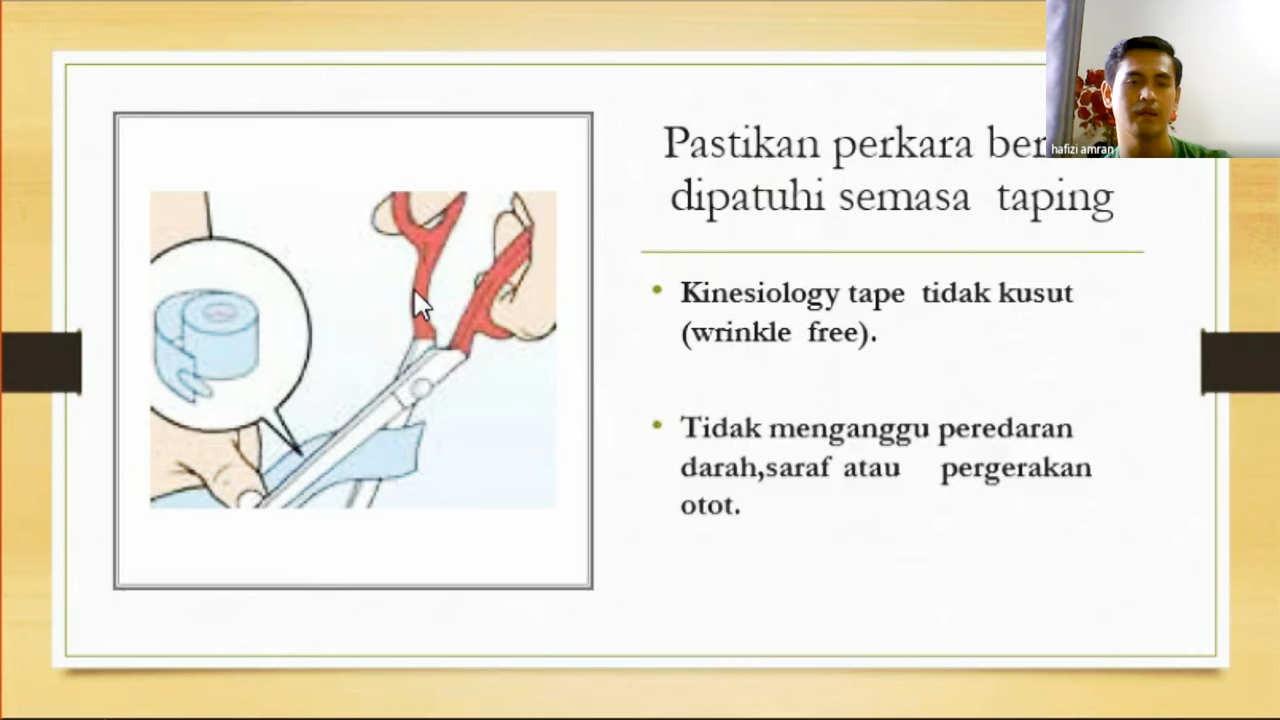 Pastikan perkara
dipatuhi semasa taping
hafizi amran
• Kinesiology tape tidak kusut
(wrinkle free).
• Tidak menganggu peredaran
darah,saraf atau pergerakan
otot.